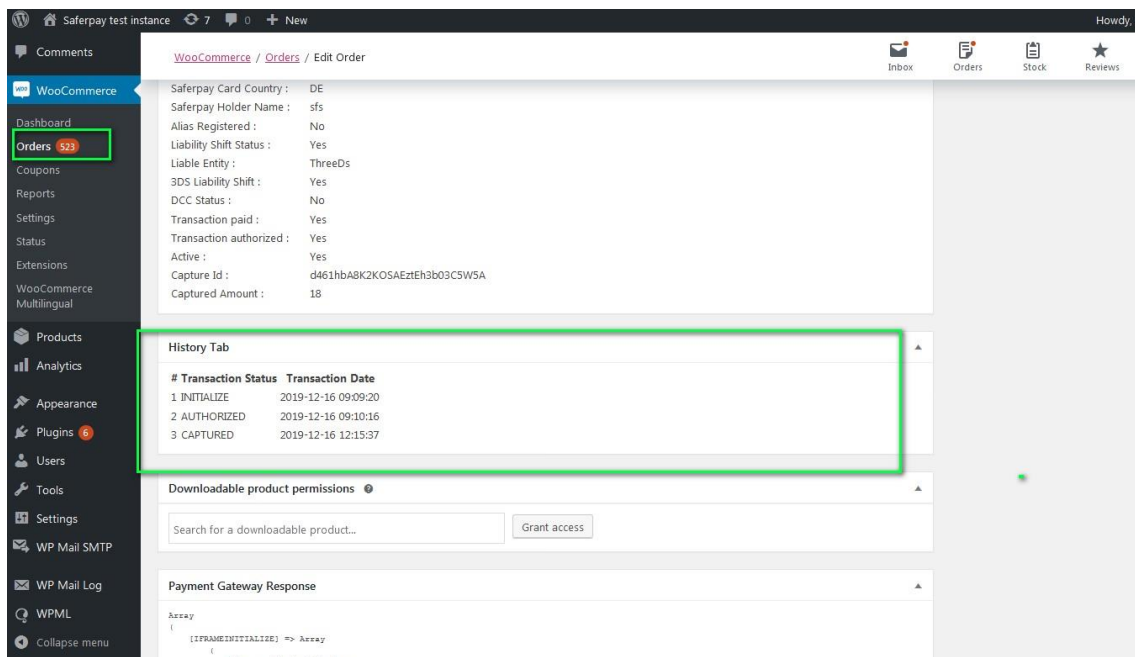 Saferpay test instance 7 0 + New Howdy,
Comments
WooCommerce
Dashboard
Orders 523
Coupons
Reports
Settings
Status
Extensions
WooCommerce
Multilingual
Products
Analytics
Appearance
Plugins 6
Users
Tools
Settings
WP Mail SMTP
WP Mail Log
WPML
Collapse menu
WooCommerce / Orders / Edit Order
Inbox Orders Stock Reviews
Saferpay Card Country : DE
Saferpay Holder Name : sfs
Alias Registered : No
Liability Shift Status : Yes
Liable Entity : ThreeDs
3DS Liability Shift : Yes
DCC Status : No
Transaction paid : Yes
Transaction authorized : Yes
Active : Yes
Capture Id : d461hbA8K2KOSAEztEh3b03C5W5A
Captured Amount : 18
History Tab
# Transaction Status Transaction Date
1 INITIALIZE 2019-12-16 09:09:20
2 AUTHORIZED 2019-12-16 09:10:16
3 CAPTURED 2019-12-16 12:15:37
Downloadable product permissions
Search for a downloadable product... Grant access
Payment Gateway Response
Array
(
[IFRAMEINITIALIZE] => Array
(